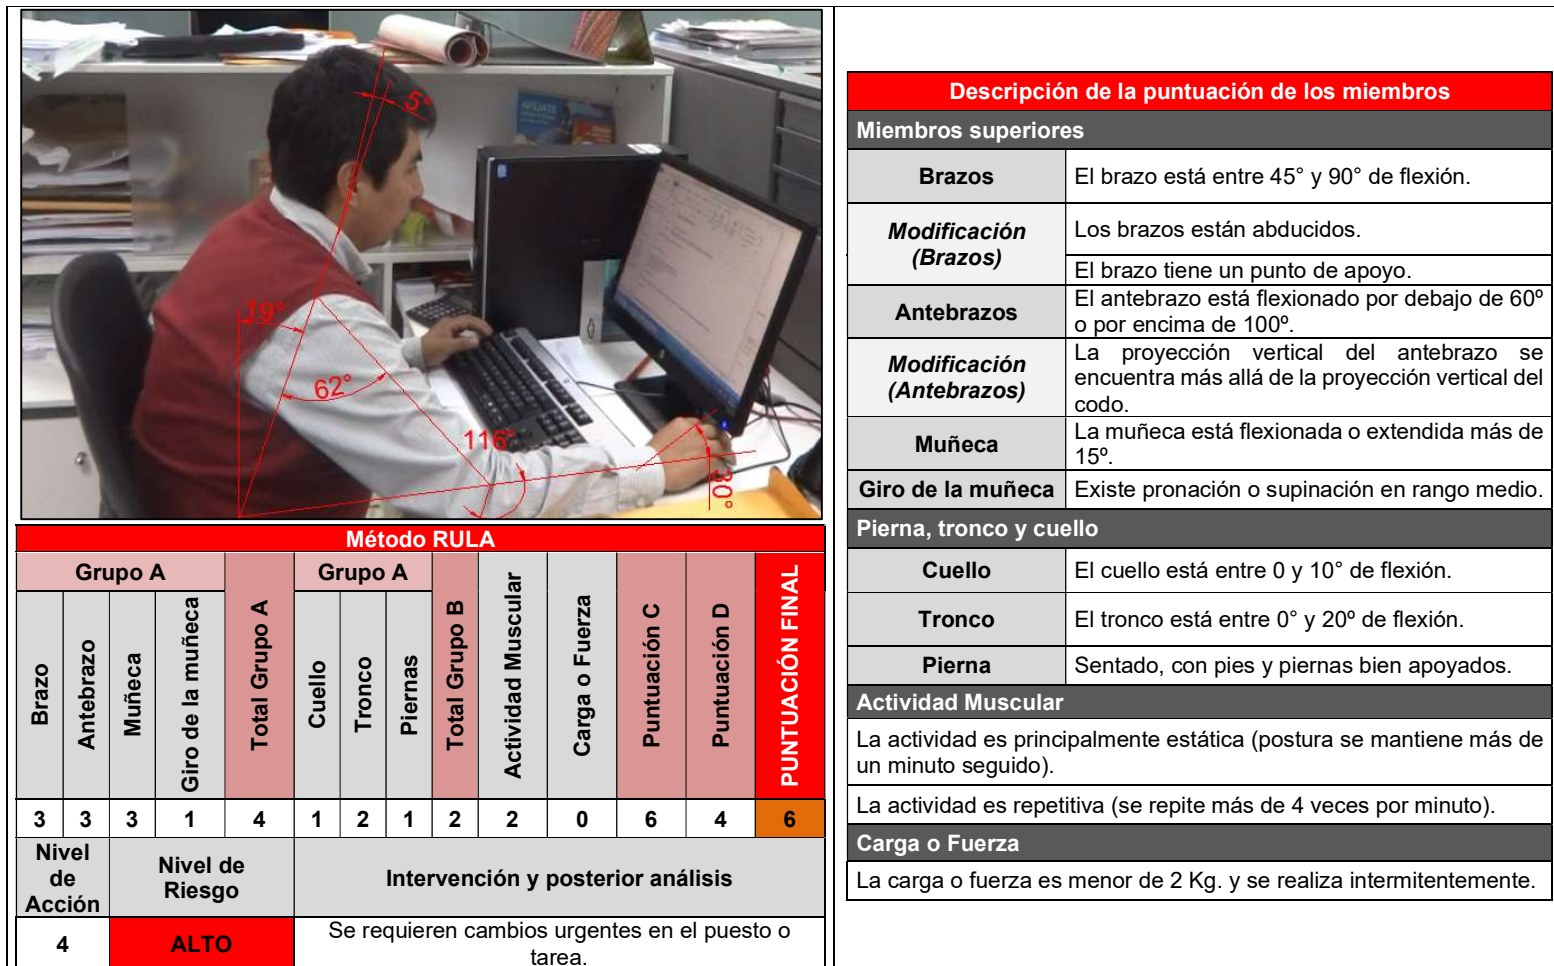 5°
19°
62°
116°
30°
Método RULA
Grupo A
Grupo A
Brazo
Antebrazo
Muñeca
Giro de la muñeca
Total Grupo A
Cuello
Tronco
Piernas
Total Grupo B
Actividad Muscular
Carga o Fuerza
Puntuación C
Puntuación D
PUNTUACIÓN FINAL
3 3 3 1 4 1 2 1 2 2 0 6 4 6
Nivel
de
Acción
Nivel de
Riesgo
Intervención y posterior análisis
4
ALTO
Se requieren cambios urgentes en el puesto o
tarea.
Descripción de la puntuación de los miembros
Miembros superiores
Brazos
El brazo está entre 45° y 90° de flexión.
Modificación
(Brazos)
Los brazos están abducidos.
El brazo tiene un punto de apoyo.
Antebrazos
El antebrazo está flexionado por debajo de 60º
o por encima de 100º.
Modificación
(Antebrazos)
La proyección vertical del antebrazo se
encuentra más allá de la proyección vertical del
codo.
Muñeca
La muñeca está flexionada o extendida más de
15º.
Giro de la muñeca
Existe pronación o supinación en rango medio.
Pierna, tronco y cuello
Cuello
El cuello está entre 0 y 10° de flexión.
Tronco
El tronco está entre 0° y 20º de flexión.
Pierna
Sentado, con pies y piernas bien apoyados.
Actividad Muscular
La actividad es principalmente estática (postura se mantiene más de
un minuto seguido).
La actividad es repetitiva (se repite más de 4 veces por minuto).
Carga o Fuerza
La carga o fuerza es menor de 2 Kg. y se realiza intermitentemente.